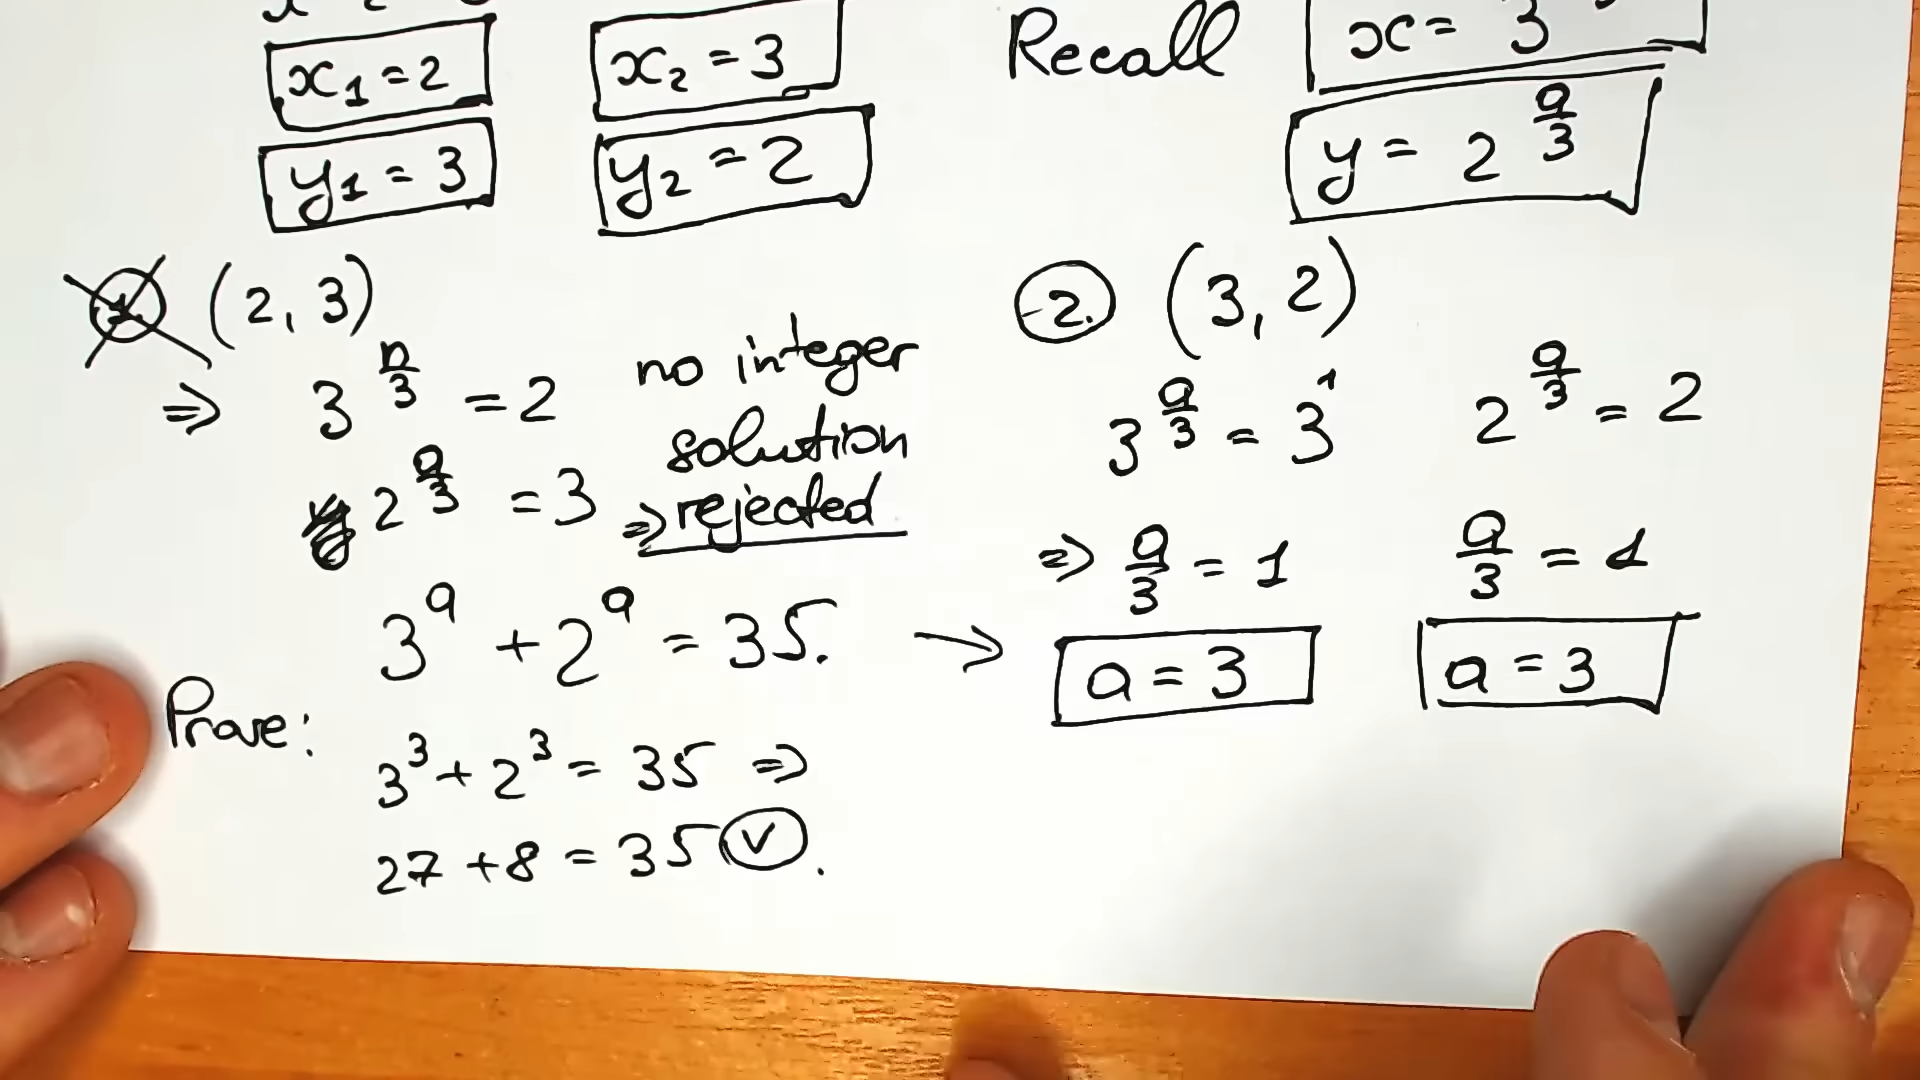 x₁ = 2
y₁ = 3
x₂ = 3
y₂ = 2
Recall
x = 3
y = 2^(a/3)
1. (2, 3)
⇒ 3^(n/3) = 2
2^(a/3) = 3
no integer
solution
⇒ rejected
3^a + 2^a = 35. →
Prove:
3³ + 2³ = 35 ⇒
27 + 8 = 35 V .
2. (3, 2)
3^(a/3) = 3¹ 2^(a/3) = 2
⇒ a/3 = 1 a/3 = 1
a = 3 a = 3